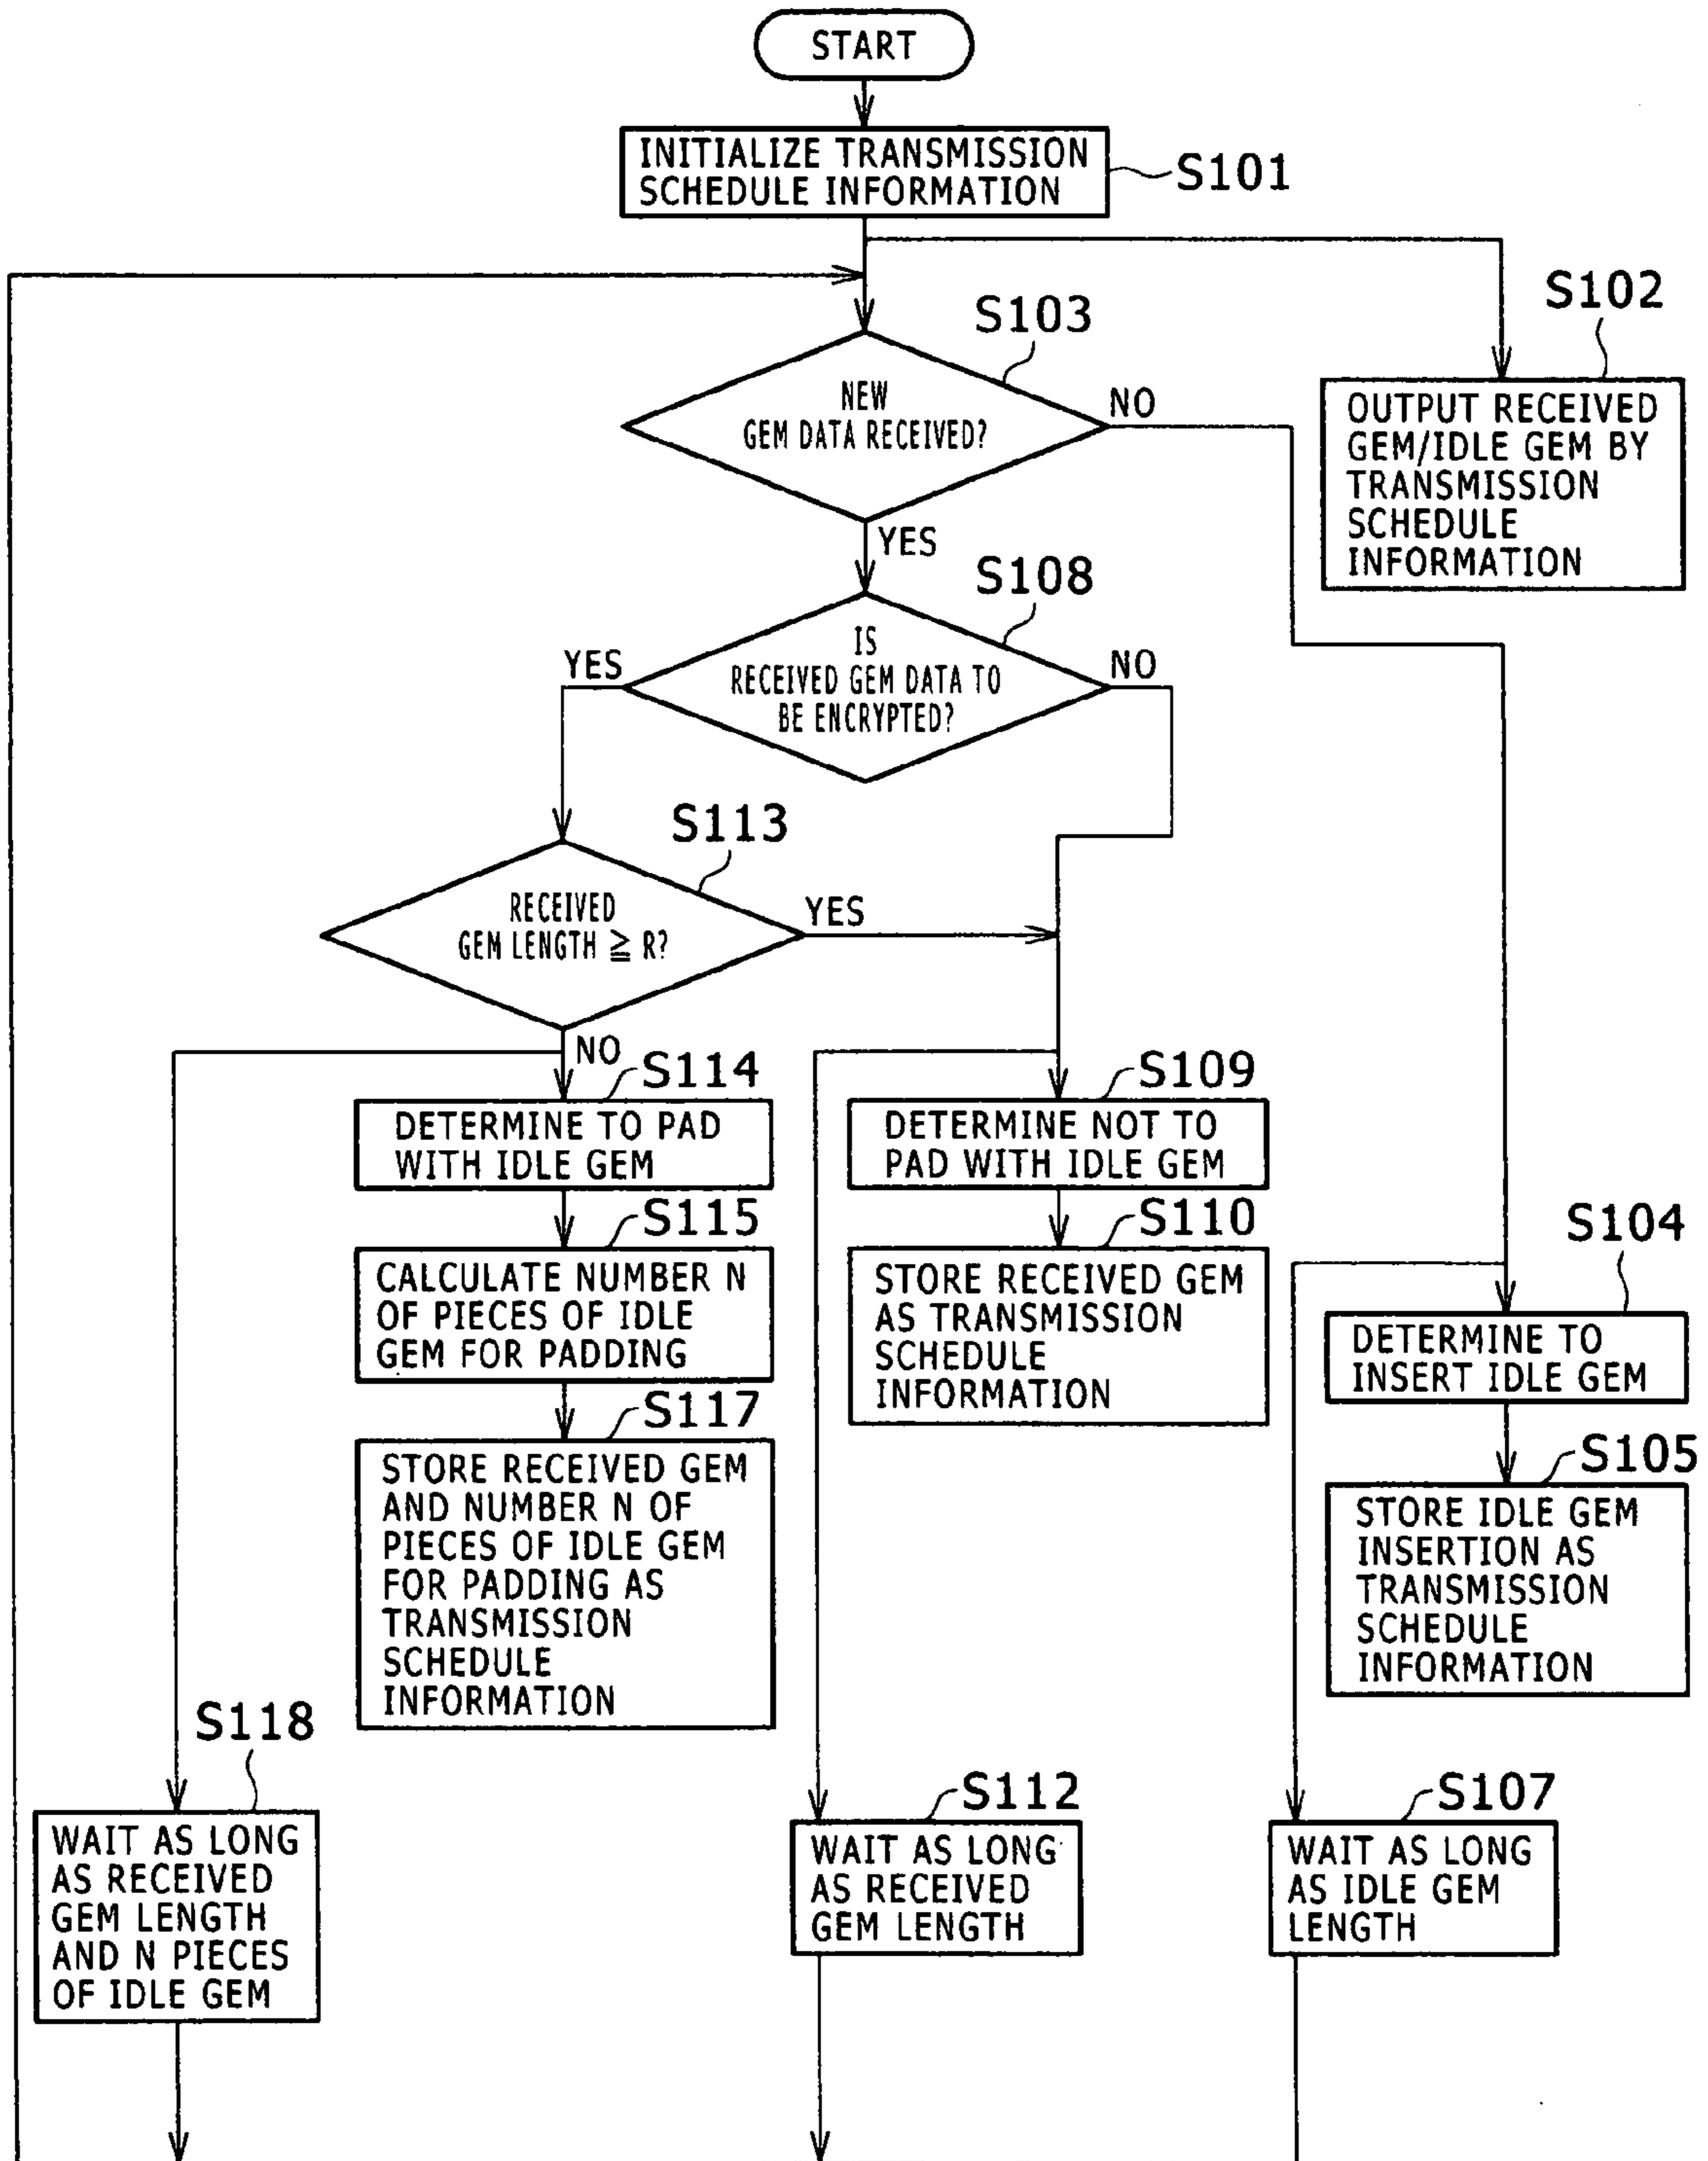 START
INITIALIZE TRANSMISSION
SCHEDULE INFORMATION
S101
S102
OUTPUT RECEIVED
GEM/IDLE GEM BY
TRANSMISSION
SCHEDULE
INFORMATION
S103
NEW
GEM DATA RECEIVED?
NO
YES
S108
IS
RECEIVED GEM DATA TO
BE ENCRYPTED?
YES
NO
S113
RECEIVED
GEM LENGTH ≧ R?
YES
NO
S114
DETERMINE TO PAD
WITH IDLE GEM
S115
CALCULATE NUMBER N
OF PIECES OF IDLE
GEM FOR PADDING
S117
STORE RECEIVED GEM
AND NUMBER N OF
PIECES OF IDLE GEM
FOR PADDING AS
TRANSMISSION
SCHEDULE
INFORMATION
S109
DETERMINE NOT TO
PAD WITH IDLE GEM
S110
STORE RECEIVED GEM
AS TRANSMISSION
SCHEDULE
INFORMATION
S104
DETERMINE TO
INSERT IDLE GEM
S105
STORE IDLE GEM
INSERTION AS
TRANSMISSION
SCHEDULE
INFORMATION
S118
WAIT AS LONG
AS RECEIVED
GEM LENGTH
AND N PIECES
OF IDLE GEM
S112
WAIT AS LONG
AS RECEIVED
GEM LENGTH
S107
WAIT AS LONG
AS IDLE GEM
LENGTH